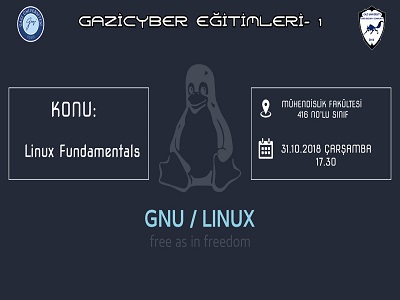 GAZİCYBER EĞİTİMLERİ- 1
KONU:
Linux Fundamentals
MÜHENDİSLİK FAKÜLTESİ
416 NO'LU SINIF
31.10.2018 ÇARŞAMBA
17.30
GNU / LINUX
free as in freedom